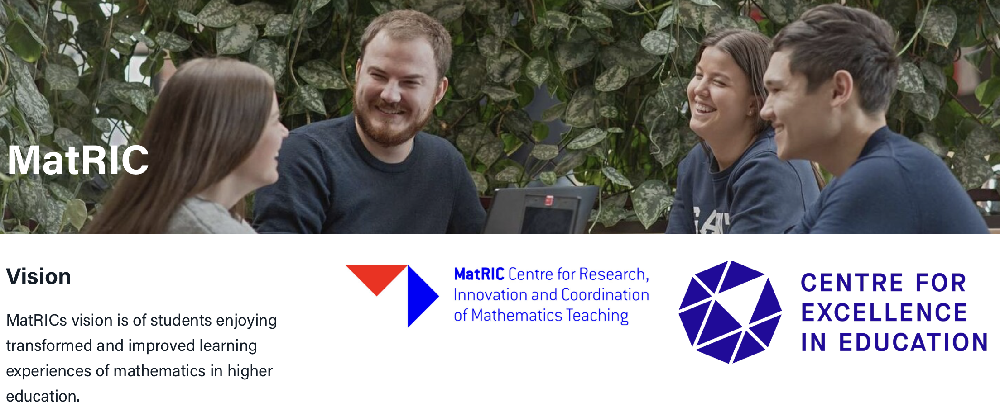 MatRIC
Vision
MatRICs vision is of students enjoying
transformed and improved learning
experiences of mathematics in higher
education.
MatRIC Centre for Research,
Innovation and Coordination
of Mathematics Teaching
CENTRE FOR
EXCELLENCE
IN EDUCATION